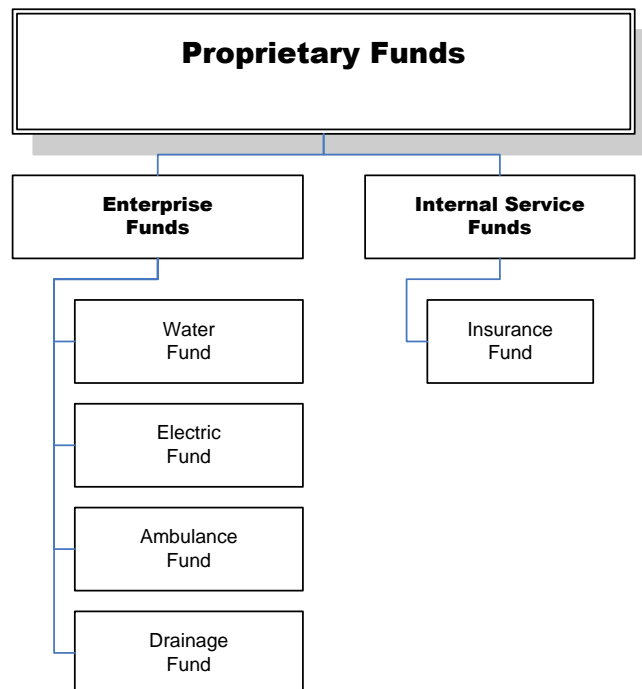 Proprietary Funds
Enterprise
Funds
Internal Service
Funds
Water
Fund
Insurance
Fund
Electric
Fund
Ambulance
Fund
Drainage
Fund